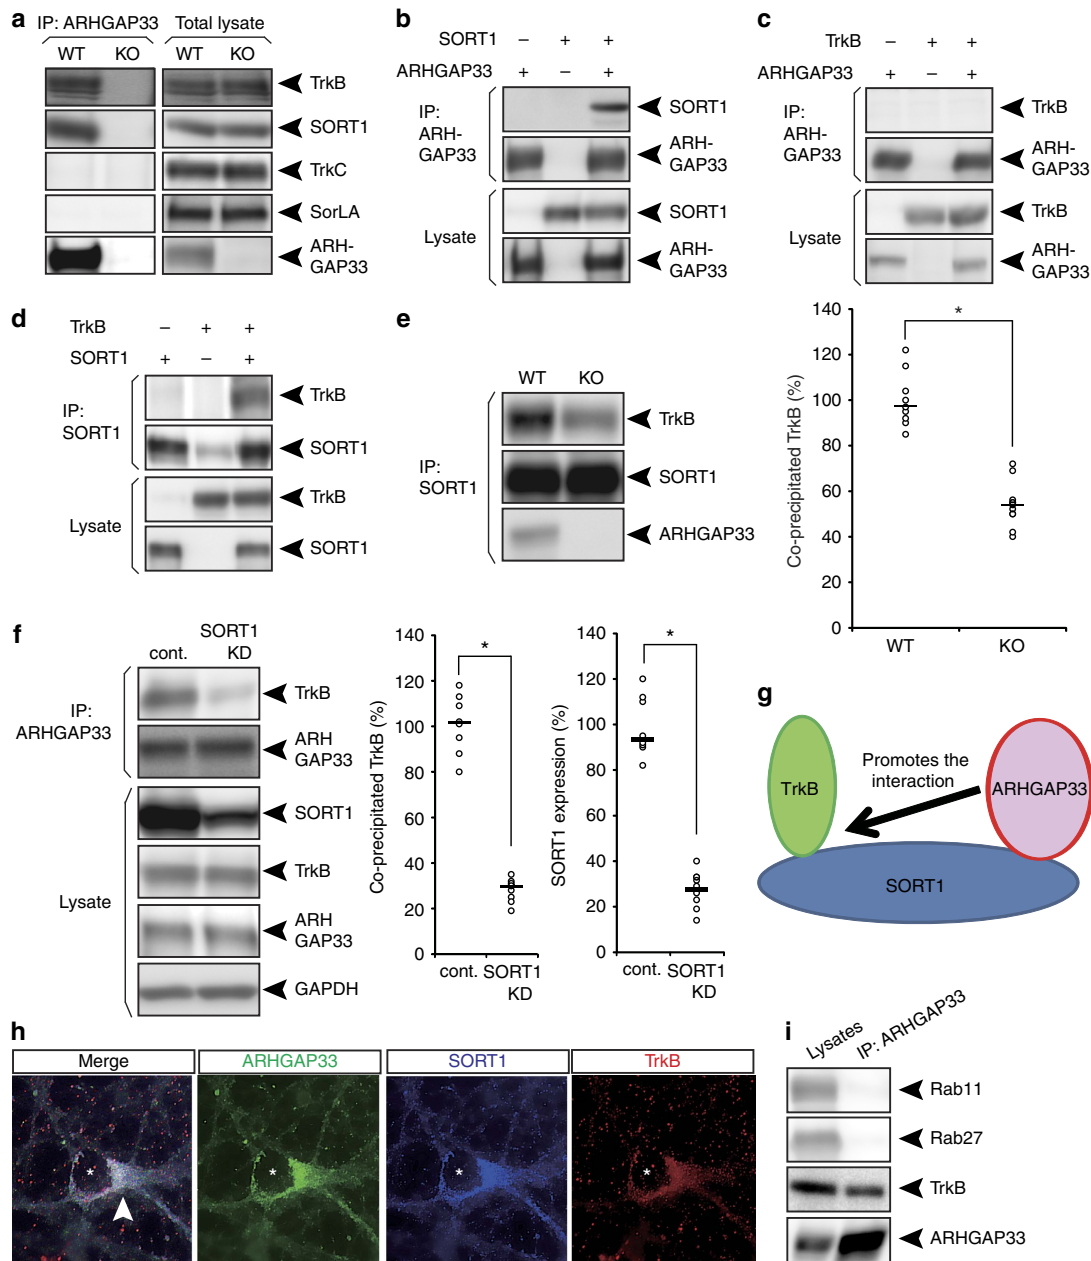 a
IP: ARHGAP33 Total lysate
WT KO WT KO
TrkB
SORT1
TrkC
SorLA
ARH-
GAP33
b
SORT1 – + +
ARHGAP33 + – +
IP:
ARH-
GAP33
SORT1
ARH-
GAP33
Lysate
SORT1
ARH-
GAP33
c
TrkB – + +
ARHGAP33 + – +
IP:
ARH-
GAP33
TrkB
ARH-
GAP33
Lysate
TrkB
ARH-
GAP33
d
TrkB – + +
SORT1 + – +
IP:
SORT1
TrkB
SORT1
Lysate
TrkB
SORT1
e
WT KO
IP:
SORT1
TrkB
SORT1
ARHGAP33
Co-precipitated TrkB (%)
140
120
100
80
60
40
20
0
*
WT KO
f
cont. SORT1
KD
IP:
ARHGAP33
TrkB
ARH
GAP33
Lysate
SORT1
TrkB
ARH
GAP33
GAPDH
Co-precipitated TrkB (%)
140
120
100
80
60
40
20
0
*
cont. SORT1
KD
SORT1 expression (%)
140
120
100
80
60
40
20
0
*
cont. SORT1
KD
g
TrkB
Promotes the
interaction
ARHGAP33
SORT1
h
Merge ARHGAP33 SORT1 TrkB
* * * *
i
Lysates IP: ARHGAP33
Rab11
Rab27
TrkB
ARHGAP33